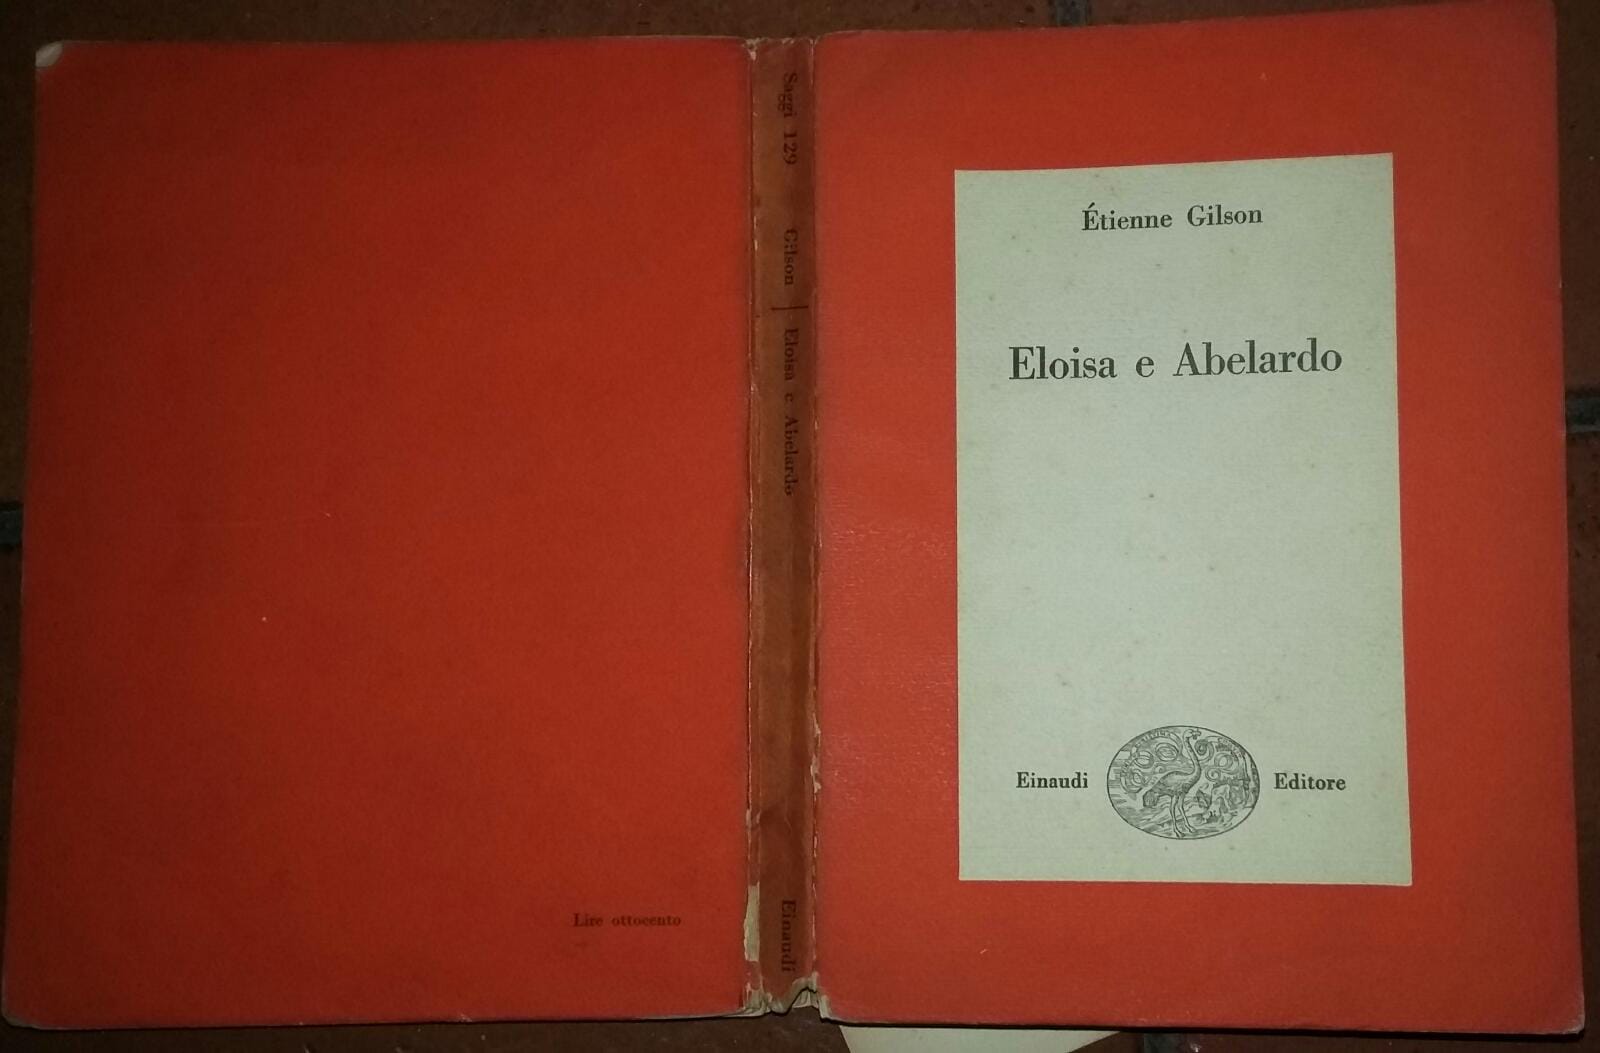 Étienne Gilson
Eloisa e Abelardo
Einaudi Editore
Saggi 129 Gilson | Eloisa e Abelardo Einaudi
Lire ottocento